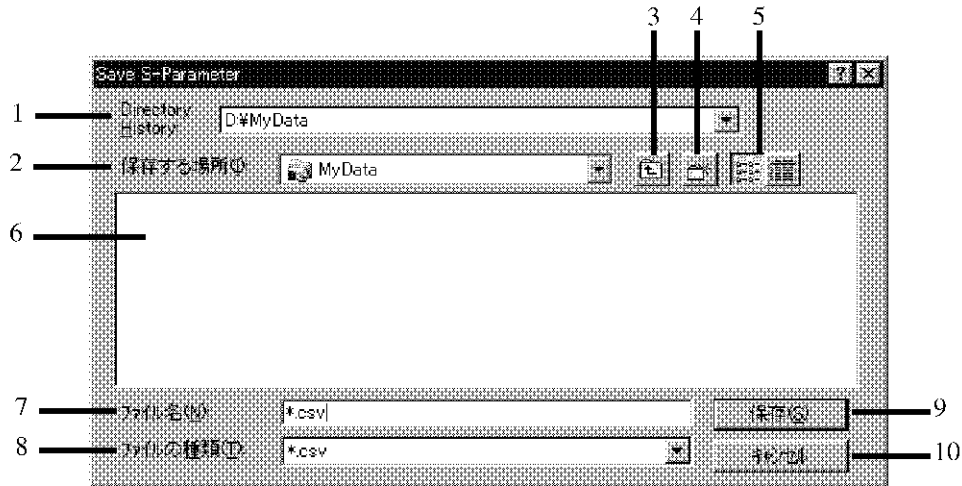 3 4 5
Save S-Parameter
1 Directory
History:
D:¥MyData
2 保存する場所(I): MyData
6
7 ファイル名(N): *.csv 保存(S) 9
8 ファイルの種類(T): *.csv キャンセル 10